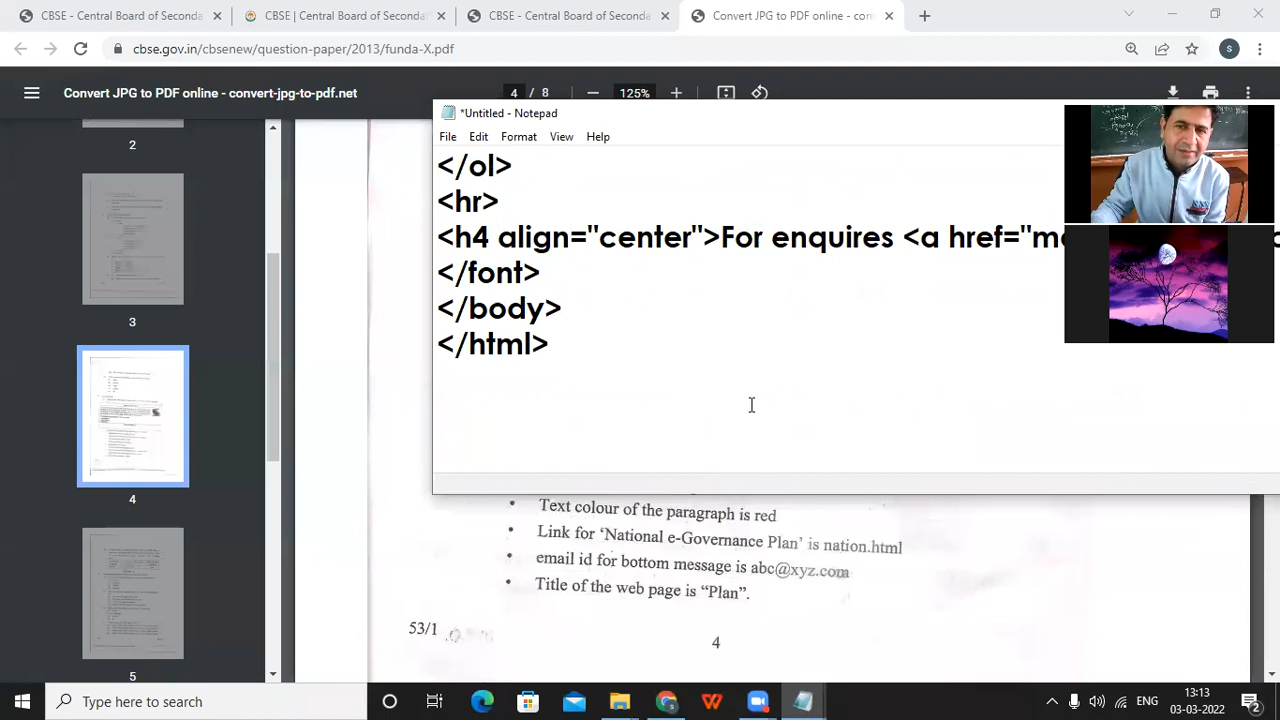 CBSE | Central Board of Seconda
CBSE | Central Board of Seconda
CBSE - Central Board of Seconda
Convert JPG to PDF online - con
cbse.gov.in/cbsenew/question-paper/2013/funda-X.pdf
S
Convert JPG to PDF online - convert-jpg-to-pdf.net
4 / 8
125%
*Untitled - Notepad
File Edit Format View Help
</ol>
<hr>
<h4 align="center">For enquires <a href="m
</font>
</body>
</html>
2
3
4
5
Text colour of the paragraph is red
Link for 'National e-Governance Plan' is nation.html
email id for bottom message is abc@xyz.com
Title of the web page is "Plan".
53/1
4
Type here to search
ENG
13:13
03-03-2022
2